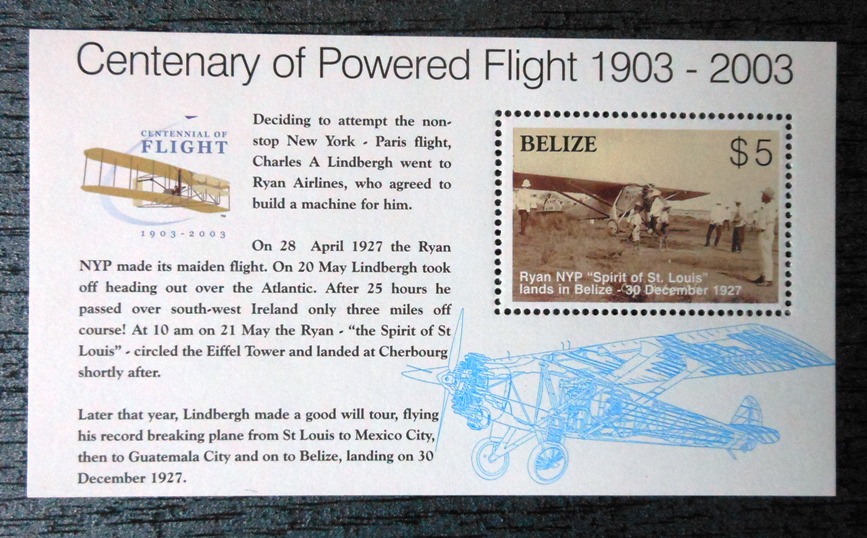 Centenary of Powered Flight 1903 - 2003
CENTENNIAL OF
FLIGHT
1903-2003
Deciding to attempt the non-
stop New York - Paris flight,
Charles A Lindbergh went to
Ryan Airlines, who agreed to
build a machine for him.
On 28 April 1927 the Ryan
NYP made its maiden flight. On 20 May Lindbergh took
off heading out over the Atlantic. After 25 hours he
passed over south-west Ireland only three miles off
course! At 10 am on 21 May the Ryan - “the Spirit of St
Louis” - circled the Eiffel Tower and landed at Cherbourg
shortly after.
Later that year, Lindbergh made a good will tour, flying
his record breaking plane from St Louis to Mexico City,
then to Guatemala City and on to Belize, landing on 30
December 1927.
BELIZE
$5
Ryan NYP “Spirit of St. Louis”
lands in Belize - 30 December 1927